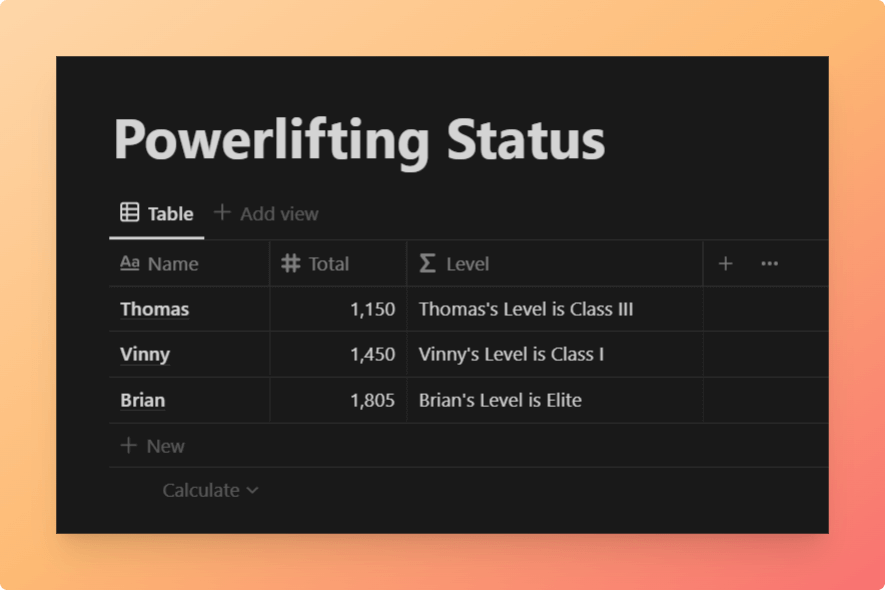 Powerlifting Status
Table + Add view
Aa Name # Total Σ Level + •••
Thomas 1,150 Thomas's Level is Class III
Vinny 1,450 Vinny's Level is Class I
Brian 1,805 Brian's Level is Elite
+ New
Calculate